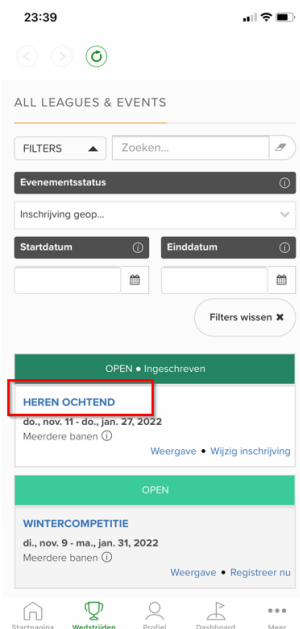 23:39
ALL LEAGUES & EVENTS
FILTERS
Zoeken...
Evenementsstatus
Inschrijving geop...
Startdatum Einddatum
Filters wissen ✖
OPEN ● Ingeschreven
HEREN OCHTEND
do., nov. 11 - do., jan. 27, 2022
Meerdere banen
Weergave ● Wijzig inschrijving
OPEN
WINTERCOMPETITIE
di., nov. 9 - ma., jan. 31, 2022
Meerdere banen
Weergave ● Registreer nu
Startpagina Wedstrijden Profiel Dashboard Meer